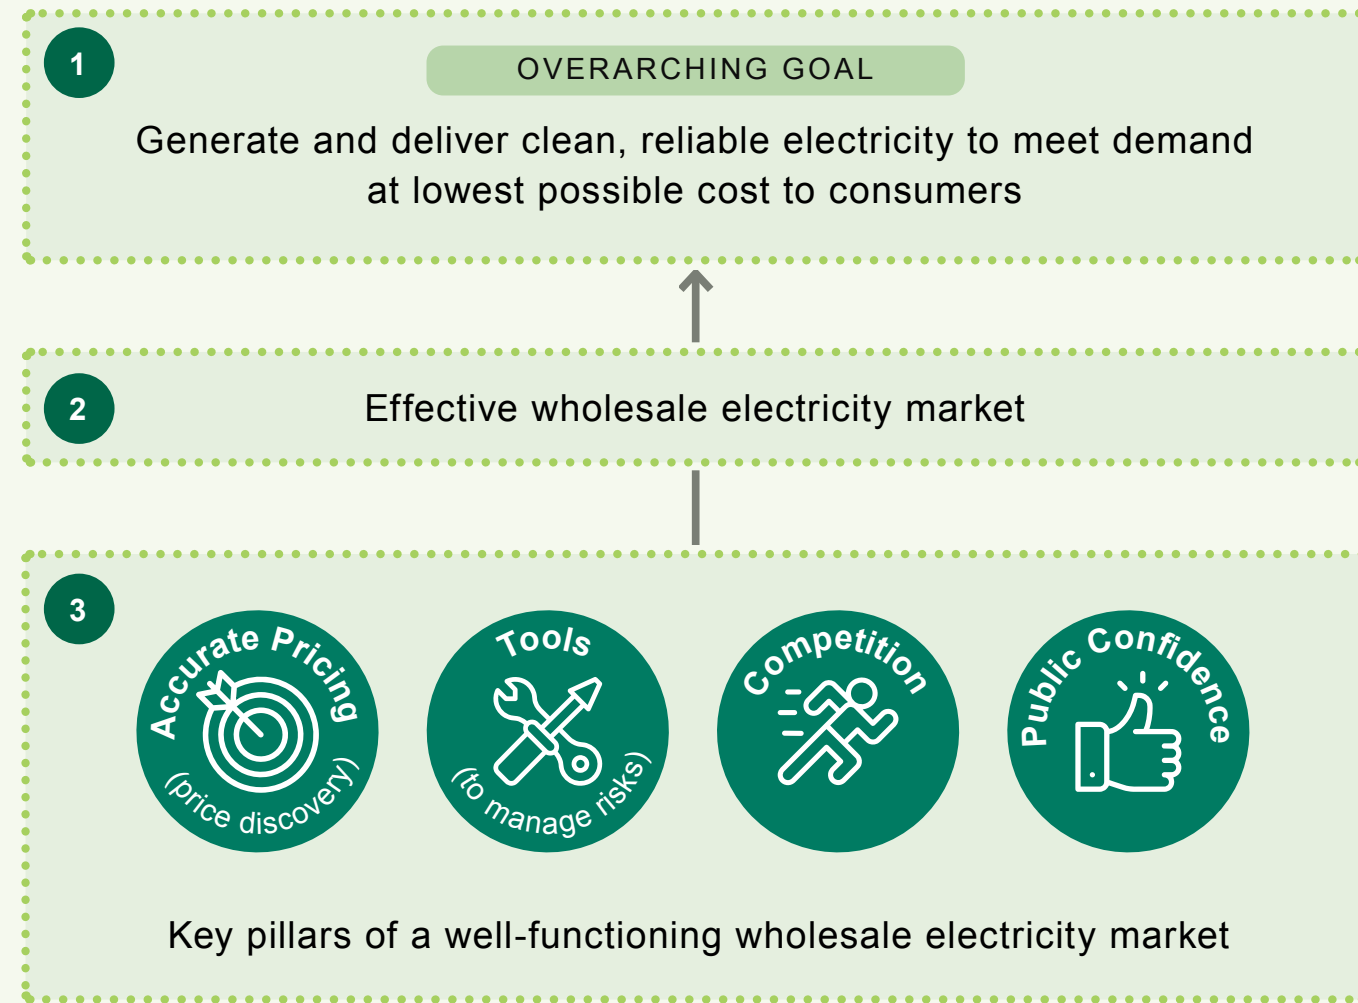 1
OVERARCHING GOAL
Generate and deliver clean, reliable electricity to meet demand
at lowest possible cost to consumers
2
Effective wholesale electricity market
3
Accurate Pricing
(price discovery)
Tools
(to manage risks)
Competition
Public Confidence
Key pillars of a well-functioning wholesale electricity market